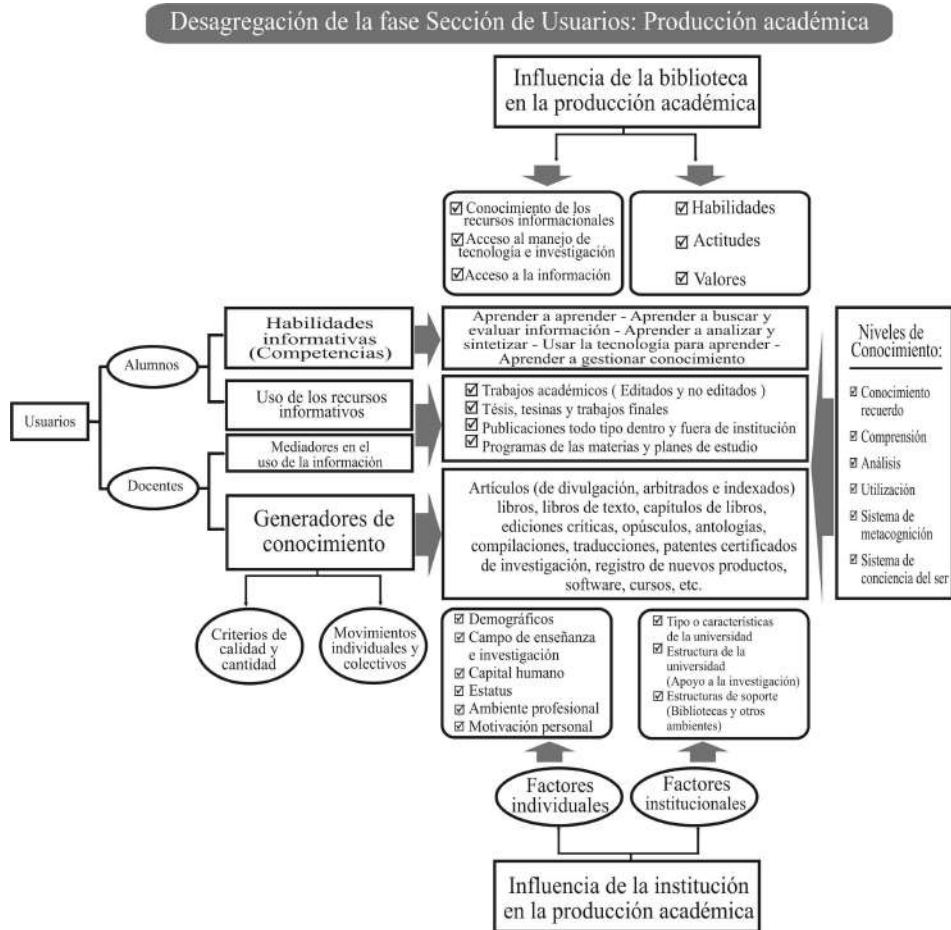 Desagregación de la fase Sección de Usuarios: Producción académica
Influencia de la biblioteca
en la producción académica
Conocimiento de los
recursos informacionales
Acceso al manejo de
tecnología e investigación
Acceso a la información
Habilidades
Actitudes
Valores
Usuarios
Alumnos
Docentes
Habilidades
informativas
(Competencias)
Uso de los recursos
informativos
Mediadores en el
uso de la información
Generadores de
conocimiento
Criterios de
calidad y
cantidad
Movimientos
individuales y
colectivos
Aprender a aprender - Aprender a buscar y
evaluar información - Aprender a analizar y
sintetizar - Usar la tecnología para aprender -
Aprender a gestionar conocimiento
Trabajos académicos ( Editados y no editados )
Tésis, tesinas y trabajos finales
Publicaciones todo tipo dentro y fuera de institución
Programas de las materias y planes de estudio
Artículos (de divulgación, arbitrados e indexados)
libros, libros de texto, capítulos de libros,
ediciones críticas, opúsculos, antologías,
compilaciones, traducciones, patentes certificados
de investigación, registro de nuevos productos,
software, cursos, etc.
Niveles de
Conocimiento:
Conocimiento
recuerdo
Comprensión
Análisis
Utilización
Sistema de
metacognición
Sistema de
conciencia del ser
Demográficos
Campo de enseñanza
e investigación
Capital humano
Estatus
Ambiente profesional
Motivación personal
Tipo o características
de la universidad
Estructura de la
universidad
(Apoyo a la investigación)
Estructuras de soporte
(Bibliotecas y otros
ambientes)
Factores
individuales
Factores
institucionales
Influencia de la institución
en la producción académica